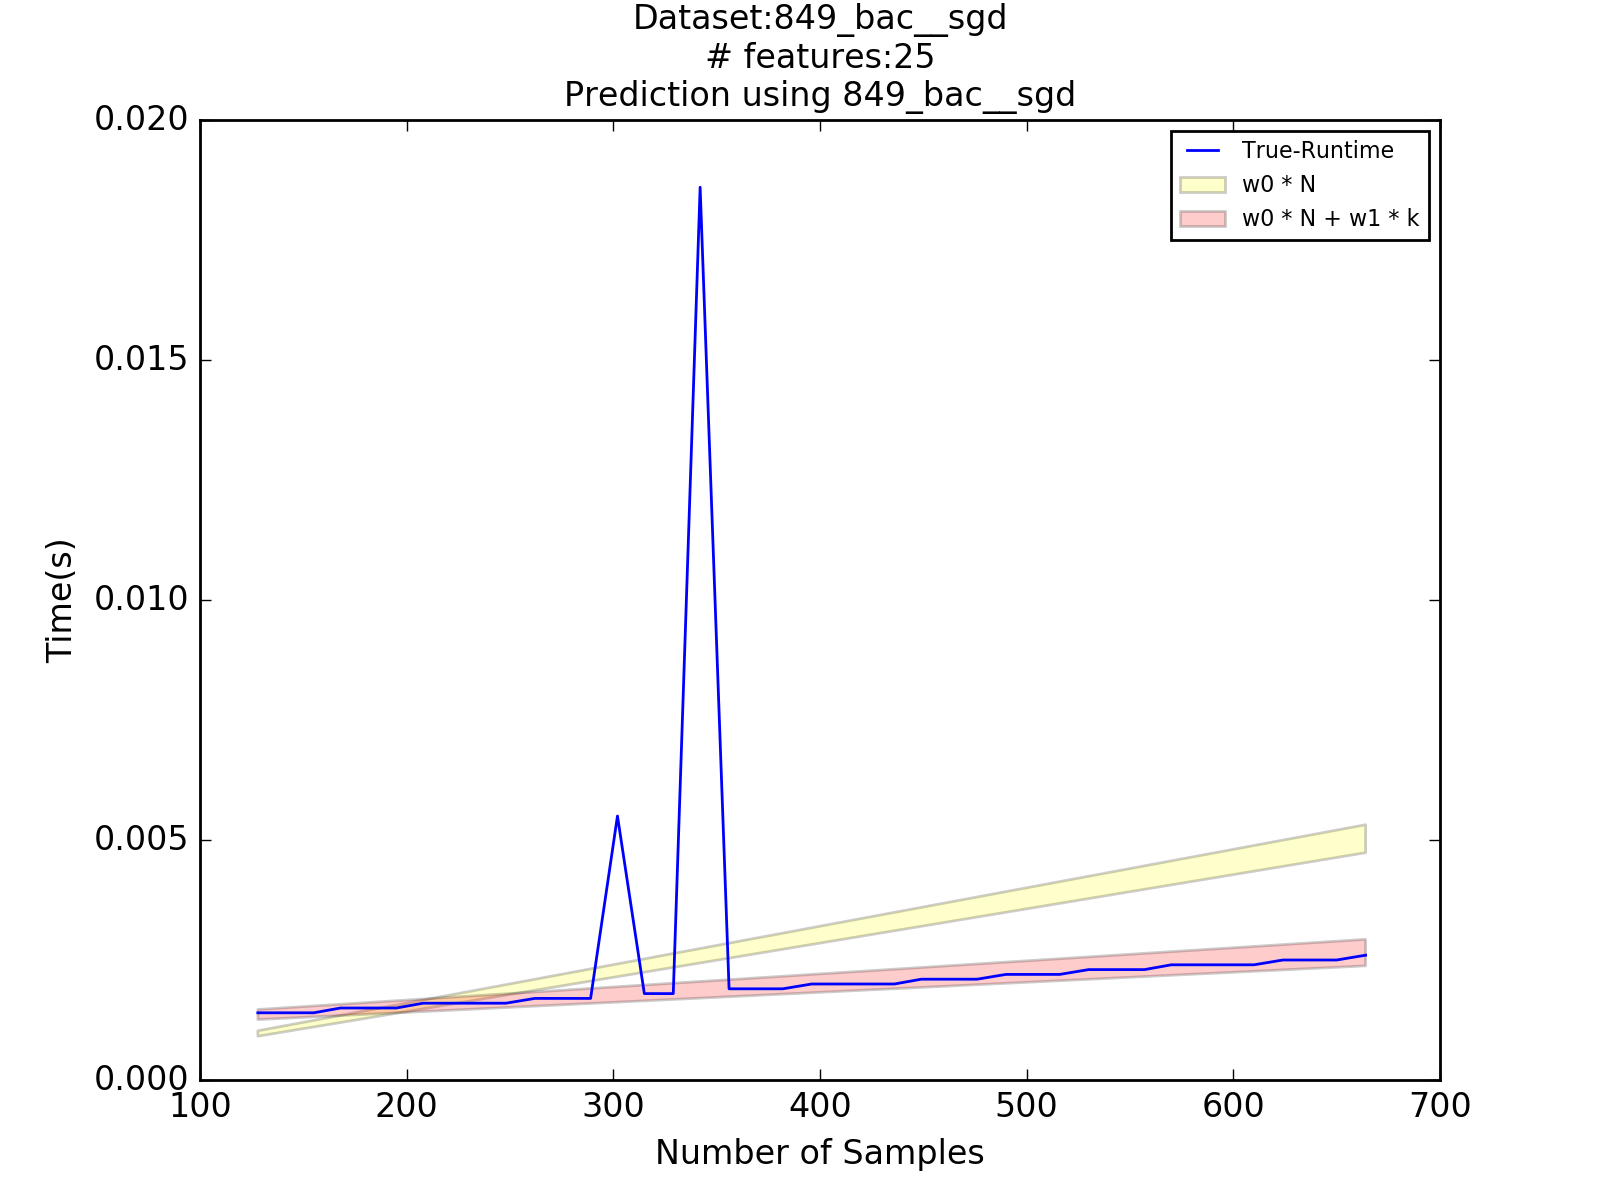 Dataset:849_bac__sgd
# features:25
Prediction using 849_bac__sgd
0.020
0.015
0.010
0.005
0.000
Time(s)
True-Runtime
w0 * N
w0 * N + w1 * k
100 200 300 400 500 600 700
Number of Samples